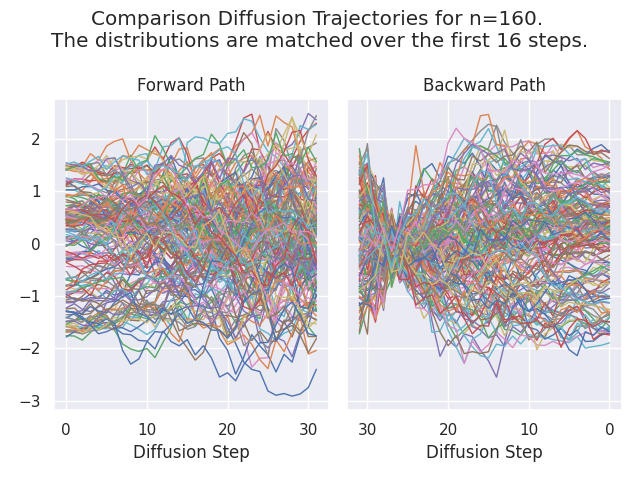 Comparison Diffusion Trajectories for n=160.
The distributions are matched over the first 16 steps.
Forward Path
Backward Path
2
1
0
−1
−2
−3
0 10 20 30
30 20 10 0
Diffusion Step
Diffusion Step